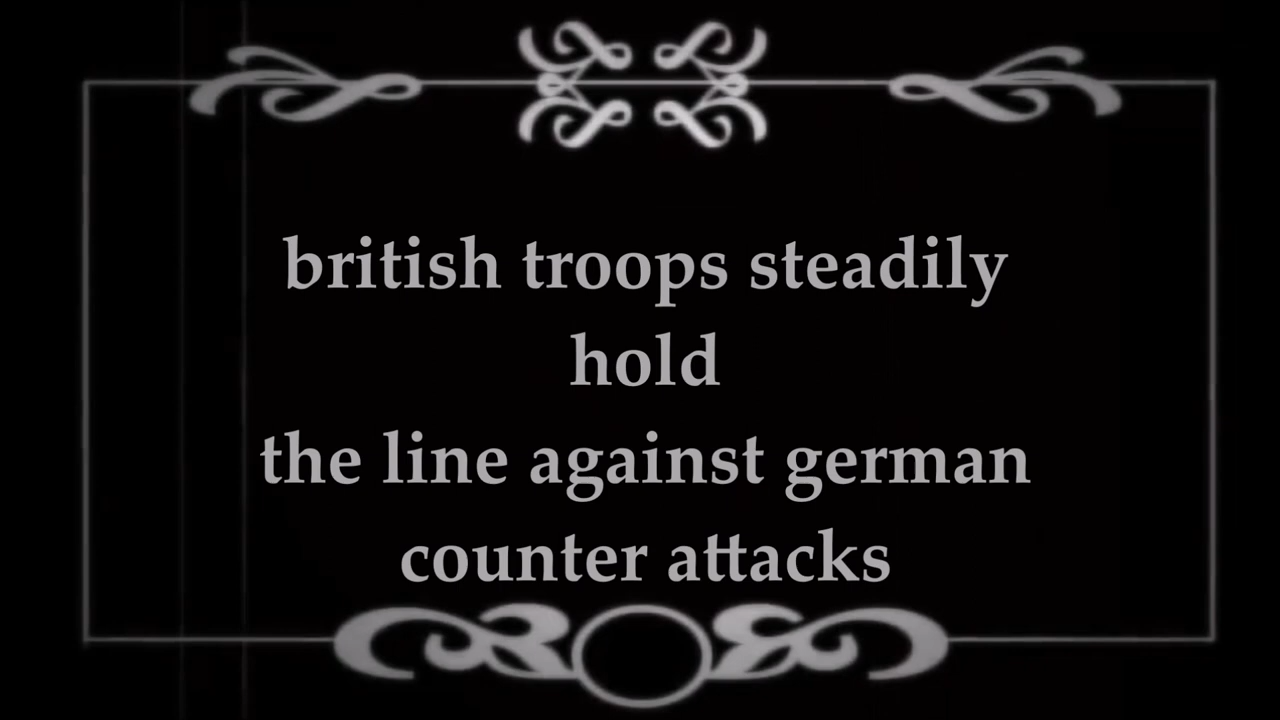 british troops steadily
hold
the line against german
counter attacks